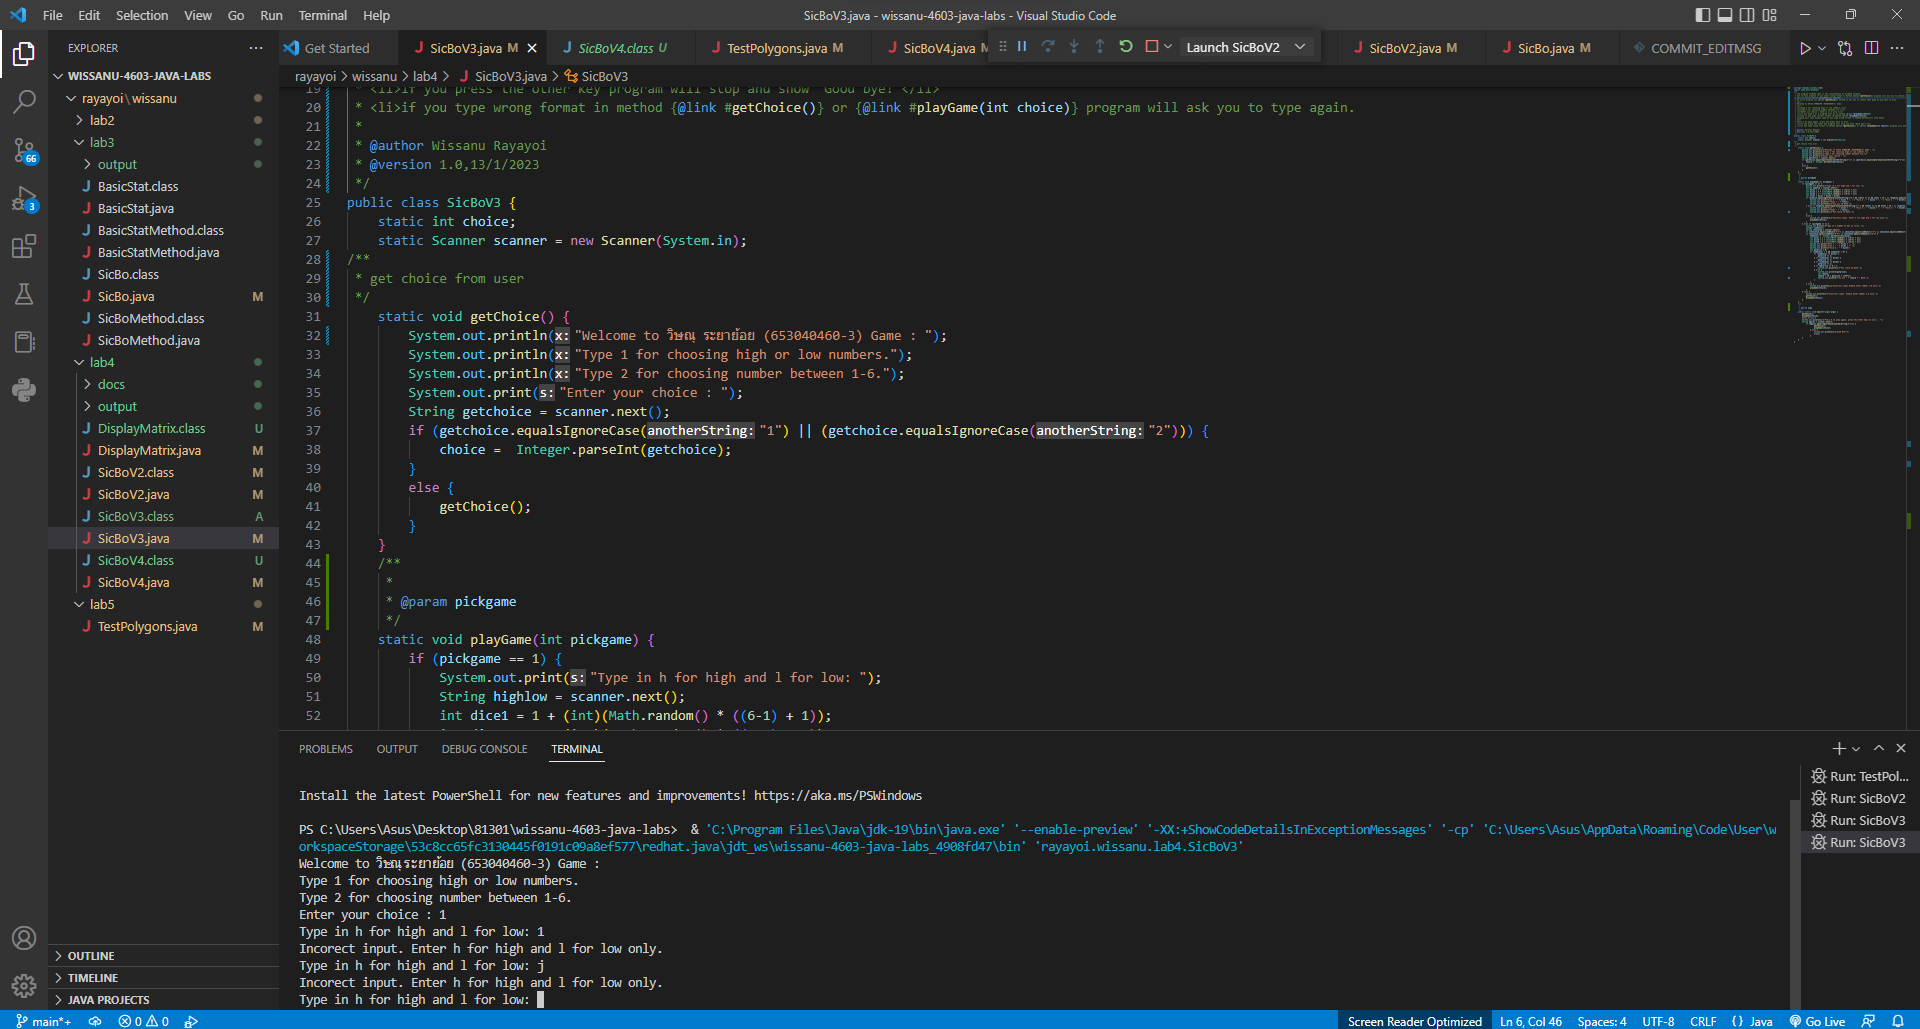 File Edit Selection View Go Run Terminal Help
SicBoV3.java - wissanu-4603-java-labs - Visual Studio Code
EXPLORER
WISSANU-4603-JAVA-LABS
rayayoi\wissanu
lab2
lab3
output
BasicStat.class
BasicStat.java
BasicStatMethod.class
BasicStatMethod.java
SicBo.class
SicBo.java M
SicBoMethod.class
SicBoMethod.java
lab4
docs
output
DisplayMatrix.class U
DisplayMatrix.java M
SicBoV2.class M
SicBoV2.java M
SicBoV3.class A
SicBoV3.java M
SicBoV4.class U
SicBoV4.java M
lab5
TestPolygons.java M
OUTLINE
TIMELINE
JAVA PROJECTS
66
3
Get Started
SicBoV3.java M
SicBoV4.class U
TestPolygons.java M
SicBoV4.java M
Launch SicBoV2
SicBoV2.java M
SicBo.java M
COMMIT_EDITMSG
rayayoi > wissanu > lab4 > SicBoV3.java > SicBoV3
19 * <li>if you press the other key program will stop and show "Good bye!"</li>
20 * <li>if you type wrong format in method {@link #getChoice()} or {@link #playGame(int choice)} program will ask you to type again.
21 *
22 * @author Wissanu Rayayoi
23 * @version 1.0,13/1/2023
24 */
25 public class SicBoV3 {
26 static int choice;
27 static Scanner scanner = new Scanner(System.in);
28 /**
29 * get choice from user
30 */
31 static void getChoice() {
32 System.out.println(x: "Welcome to วิษณุ ระยาย้อย (653040460-3) Game : ");
33 System.out.println(x: "Type 1 for choosing high or low numbers.");
34 System.out.println(x: "Type 2 for choosing number between 1-6.");
35 System.out.print(s: "Enter your choice : ");
36 String getchoice = scanner.next();
37 if (getchoice.equalsIgnoreCase(anotherString: "1") || (getchoice.equalsIgnoreCase(anotherString: "2"))) {
38 choice =  Integer.parseInt(getchoice);
39 }
40 else {
41 getChoice();
42 }
43 }
44 /**
45 *
46 * @param pickgame
47 */
48 static void playGame(int pickgame) {
49 if (pickgame == 1) {
50 System.out.print(s: "Type in h for high and l for low: ");
51 String highlow = scanner.next();
52 int dice1 = 1 + (int)(Math.random() * ((6-1) + 1));
PROBLEMS OUTPUT DEBUG CONSOLE TERMINAL
Install the latest PowerShell for new features and improvements! https://aka.ms/PSWindows
PS C:\Users\Asus\Desktop\81301\wissanu-4603-java-labs>  & 'C:\Program Files\Java\jdk-19\bin\java.exe' '--enable-preview' '-XX:+ShowCodeDetailsInExceptionMessages' '-cp' 'C:\Users\Asus\AppData\Roaming\Code\User\w
orkspaceStorage\53c8cc65fc3130445f0191c09a8ef577\redhat.java\jdt_ws\wissanu-4603-java-labs_4908fd47\bin' 'rayayoi.wissanu.lab4.SicBoV3'
Welcome to วิษณุ ระยาย้อย (653040460-3) Game :
Type 1 for choosing high or low numbers.
Type 2 for choosing number between 1-6.
Enter your choice : 1
Type in h for high and l for low: 1
Incorect input. Enter h for high and l for low only.
Type in h for high and l for low: j
Incorect input. Enter h for high and l for low only.
Type in h for high and l for low:
Run: TestPol...
Run: SicBoV2
Run: SicBoV3
Run: SicBoV3
main*+ 0 0
Screen Reader Optimized Ln 6, Col 46 Spaces: 4 UTF-8 CRLF {} Java Go Live